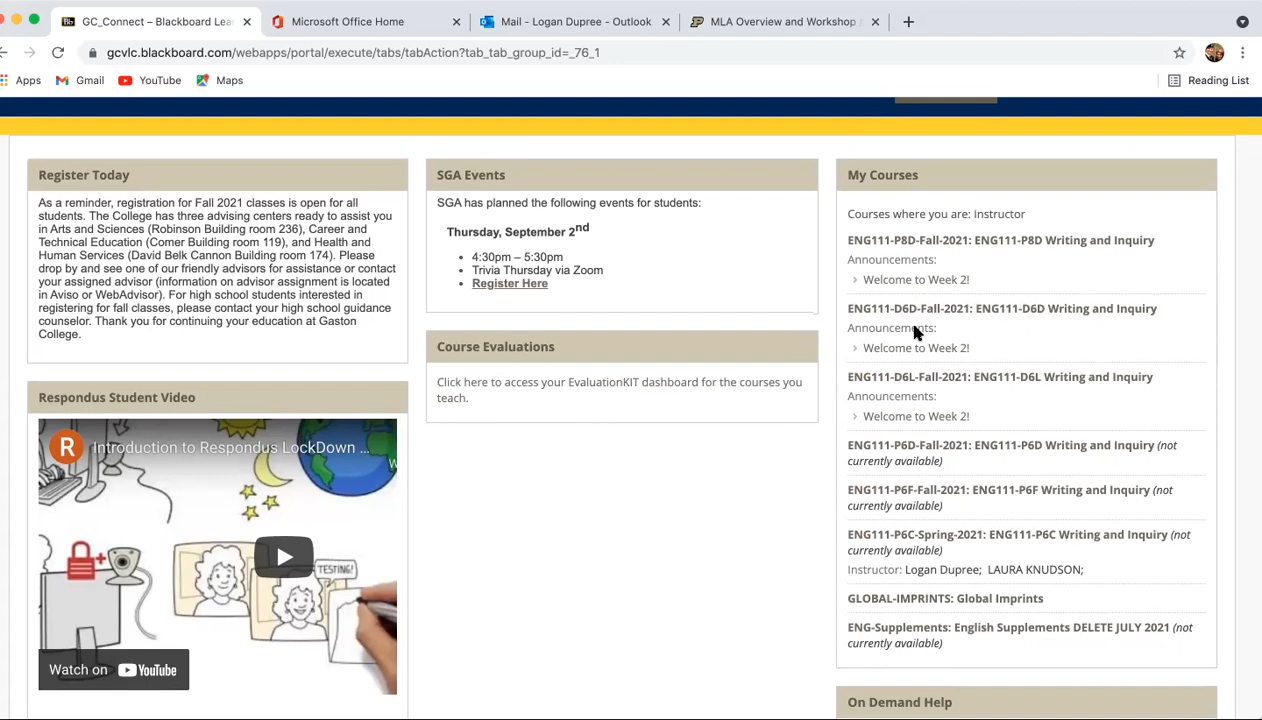 GC_Connect – Blackboard Lea
Microsoft Office Home
Mail - Logan Dupree - Outlook
MLA Overview and Workshop
gcvlc.blackboard.com/webapps/portal/execute/tabs/tabAction?tab_tab_group_id=_76_1
Apps
Gmail
YouTube
Maps
Reading List
Register Today
As a reminder, registration for Fall 2021 classes is open for all
students. The College has three advising centers ready to assist you
in Arts and Sciences (Robinson Building room 236), Career and
Technical Education (Comer Building room 119), and Health and
Human Services (David Belk Cannon Building room 174). Please
drop by and see one of our friendly advisors for assistance or contact
your assigned advisor (information on advisor assignment is located
in Aviso or WebAdvisor). For high school students interested in
registering for fall classes, please contact your high school guidance
counselor. Thank you for continuing your education at Gaston
College.
Respondus Student Video
R
Introduction to Respondus LockDown ...
TESTING!
Watch on YouTube
SGA Events
SGA has planned the following events for students:
Thursday, September 2nd
• 4:30pm – 5:30pm
• Trivia Thursday via Zoom
• Register Here
Course Evaluations
Click here to access your EvaluationKIT dashboard for the courses you
teach.
My Courses
Courses where you are: Instructor
ENG111-P8D-Fall-2021: ENG111-P8D Writing and Inquiry
Announcements:
Welcome to Week 2!
ENG111-D6D-Fall-2021: ENG111-D6D Writing and Inquiry
Announcements:
Welcome to Week 2!
ENG111-D6L-Fall-2021: ENG111-D6L Writing and Inquiry
Announcements:
Welcome to Week 2!
ENG111-P6D-Fall-2021: ENG111-P6D Writing and Inquiry (not
currently available)
ENG111-P6F-Fall-2021: ENG111-P6F Writing and Inquiry (not
currently available)
ENG111-P6C-Spring-2021: ENG111-P6C Writing and Inquiry (not
currently available)
Instructor: Logan Dupree; LAURA KNUDSON;
GLOBAL-IMPRINTS: Global Imprints
ENG-Supplements: English Supplements DELETE JULY 2021 (not
currently available)
On Demand Help